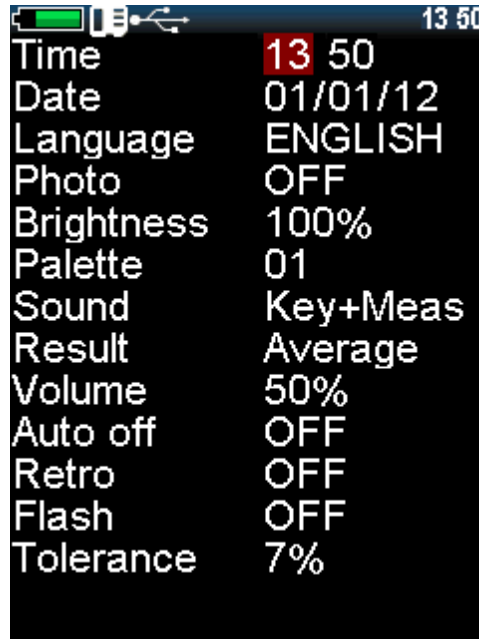 13 50
Time 13 50
Date 01/01/12
Language ENGLISH
Photo OFF
Brightness 100%
Palette 01
Sound Key+Meas
Result Average
Volume 50%
Auto off OFF
Retro OFF
Flash OFF
Tolerance 7%